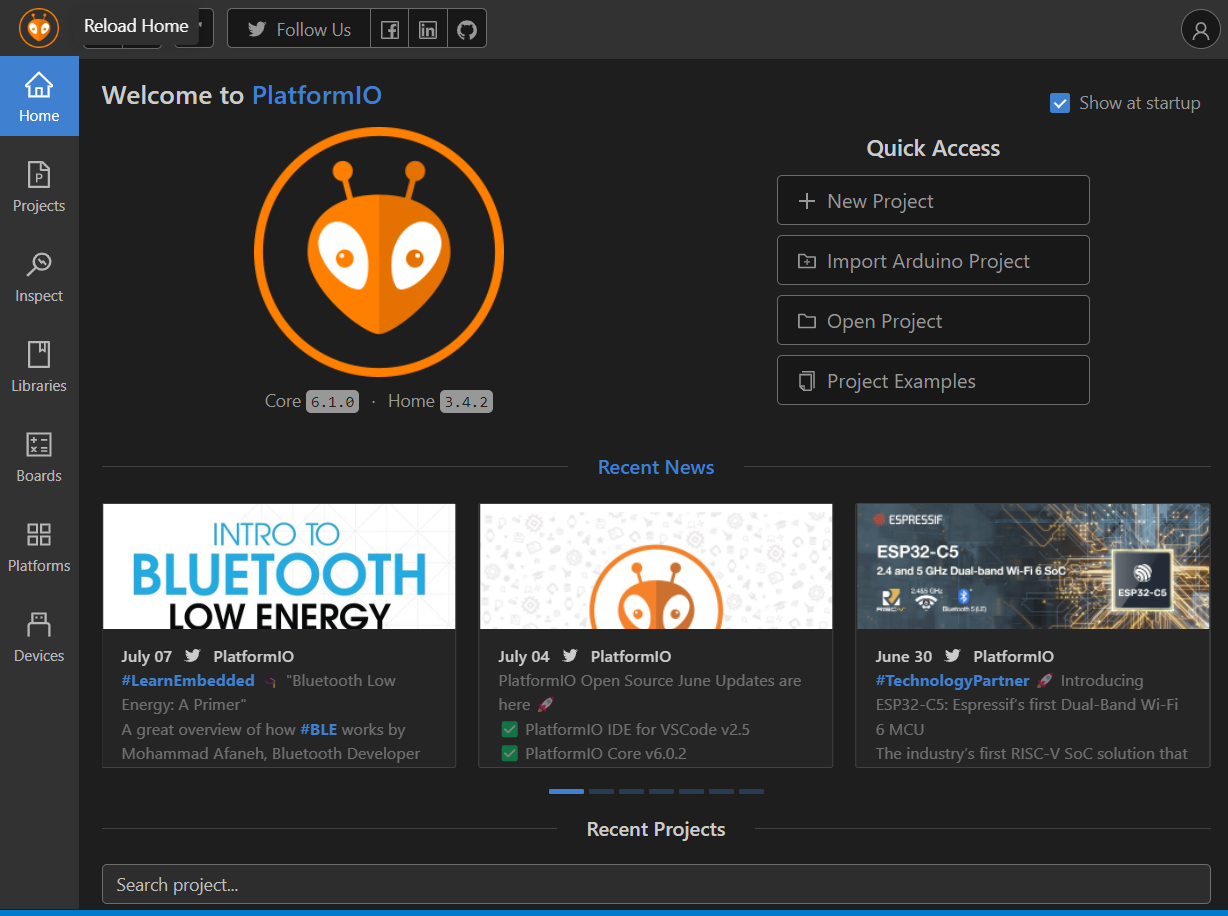 Reload Home
Follow Us
Home
Projects
Inspect
Libraries
Boards
Platforms
Devices
Welcome to PlatformIO
Show at startup
Core 6.1.0 · Home 3.4.2
Quick Access
New Project
Import Arduino Project
Open Project
Project Examples
Recent News
INTRO TO
BLUETOOTH
LOW ENERGY
July 07 PlatformIO
#LearnEmbedded "Bluetooth Low
Energy: A Primer"
A great overview of how #BLE works by
Mohammad Afaneh, Bluetooth Developer
July 04 PlatformIO
PlatformIO Open Source June Updates are
here 🚀
✅ PlatformIO IDE for VSCode v2.5
✅ PlatformIO Core v6.0.2
ESPRESSIF
ESP32-C5
2.4 and 5 GHz Dual-band Wi-Fi 6 SoC
RISC-V
2.4&5 GHz
Bluetooth 5 (LE)
ESP32-C5
June 30 PlatformIO
#TechnologyPartner 🚀 Introducing
ESP32-C5: Espressif's first Dual-Band Wi-Fi
6 MCU
The industry's first RISC-V SoC solution that
Recent Projects
Search project...